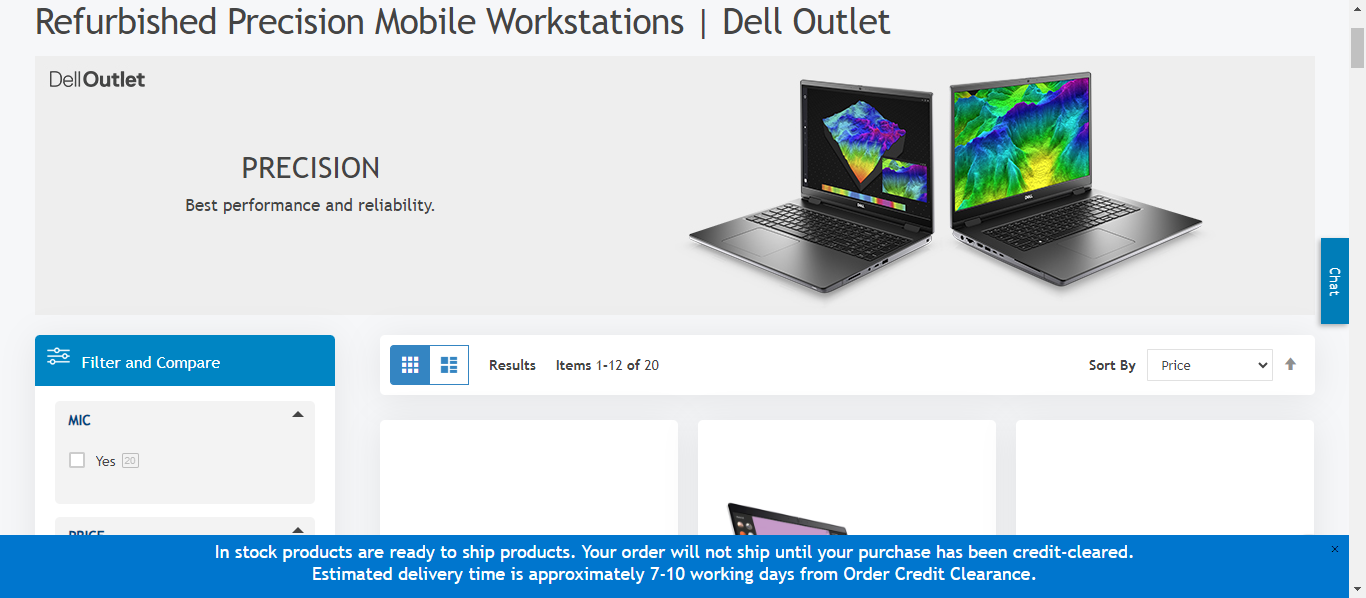 Refurbished Precision Mobile Workstations | Dell Outlet
DellOutlet
PRECISION
Best performance and reliability.
Chat
Filter and Compare
Results Items 1-12 of 20
Sort By Price
MIC
Yes 20
PRICE
In stock products are ready to ship products. Your order will not ship until your purchase has been credit-cleared.
Estimated delivery time is approximately 7-10 working days from Order Credit Clearance.